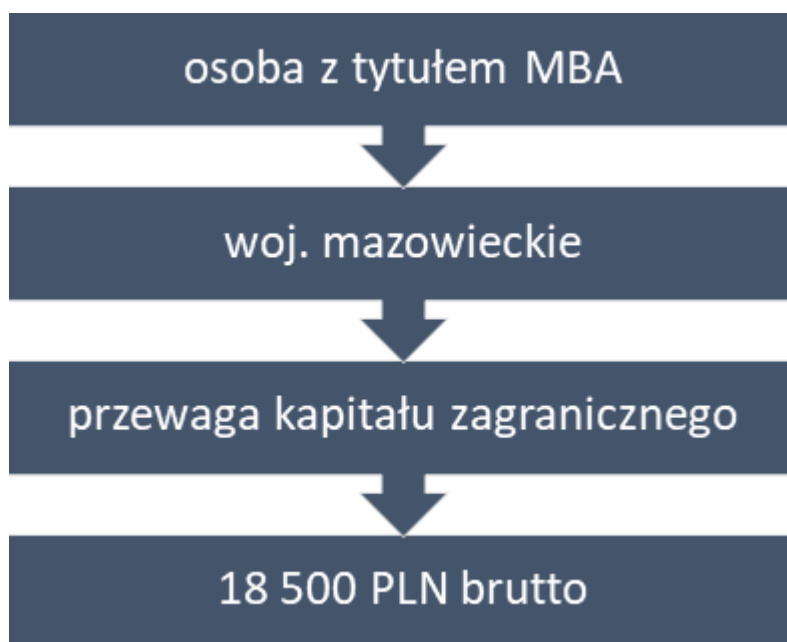 osoba z tytułem MBA
woj. mazowieckie
przewaga kapitału zagranicznego
18 500 PLN brutto